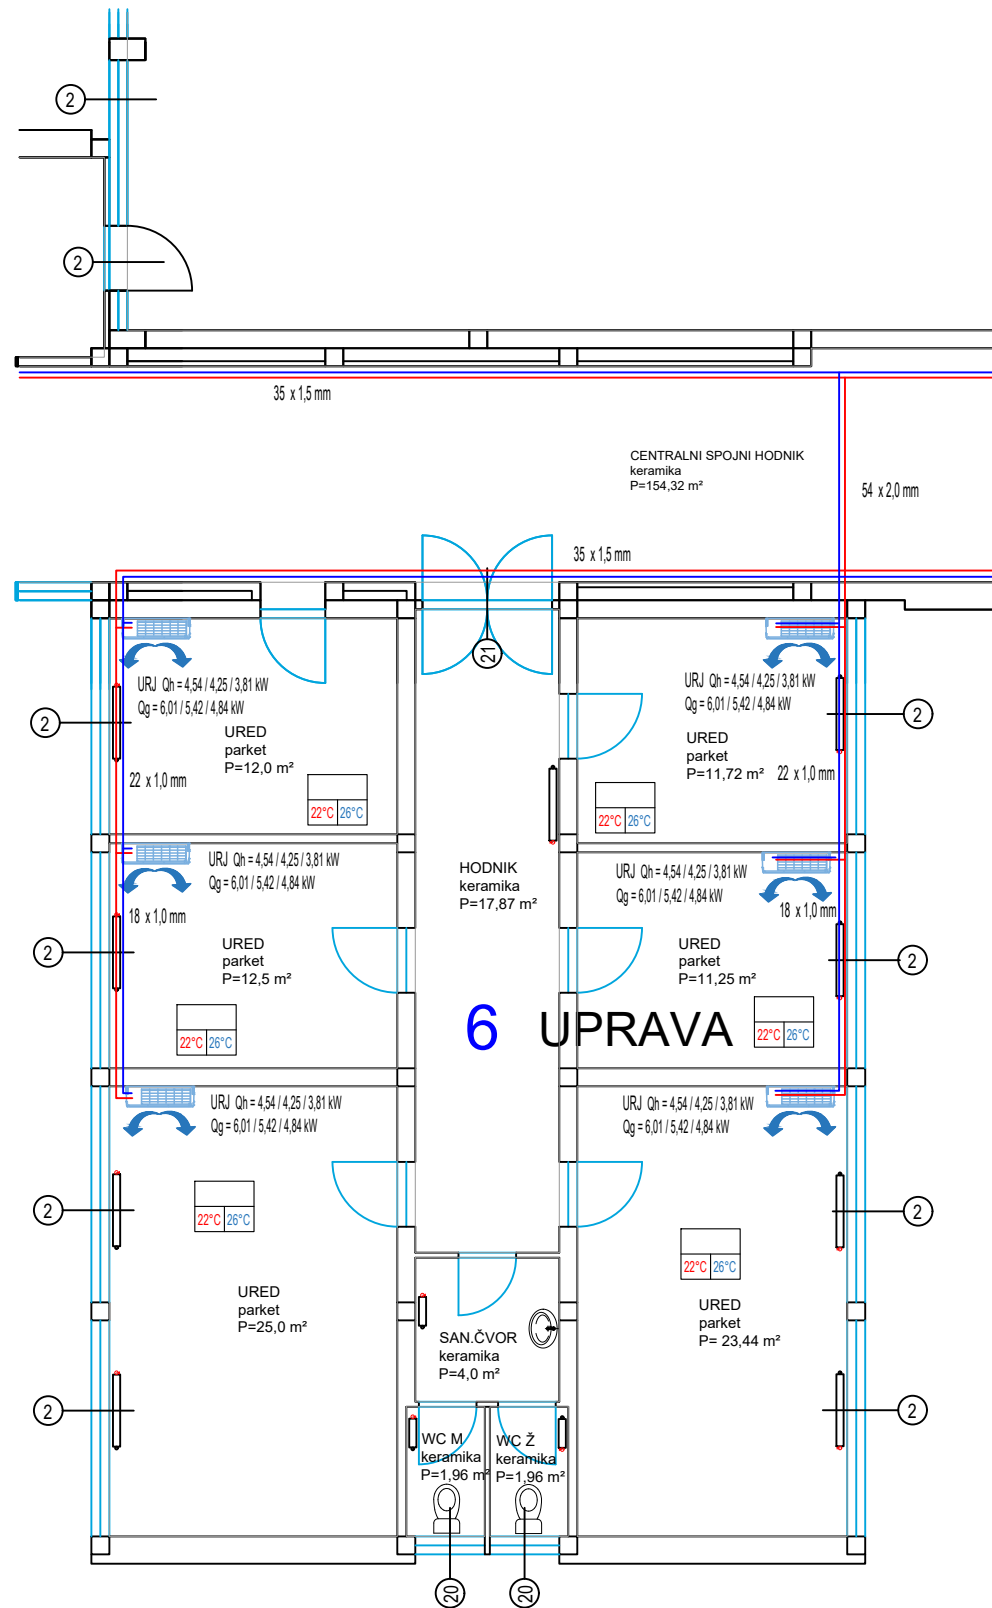 2
2
35 x 1,5 mm
CENTRALNI SPOJNI HODNIK
keramika
P=154,32 m²
54 x 2,0 mm
35 x 1,5 mm
21
URJ Qh = 4,54 / 4,25 / 3,81 kW
Qg = 6,01 / 5,42 / 4,84 kW
2
URED
parket
P=12,0 m²
22 x 1,0 mm
22°C 26°C
URJ Qh = 4,54 / 4,25 / 3,81 kW
Qg = 6,01 / 5,42 / 4,84 kW
2
URED
parket
P=11,72 m²
22 x 1,0 mm
22°C 26°C
URJ Qh = 4,54 / 4,25 / 3,81 kW
Qg = 6,01 / 5,42 / 4,84 kW
18 x 1,0 mm
2
URED
parket
P=12,5 m²
22°C 26°C
HODNIK
keramika
P=17,87 m²
URJ Qh = 4,54 / 4,25 / 3,81 kW
Qg = 6,01 / 5,42 / 4,84 kW
18 x 1,0 mm
URED
parket
P=11,25 m²
2
22°C 26°C
6 UPRAVA
URJ Qh = 4,54 / 4,25 / 3,81 kW
Qg = 6,01 / 5,42 / 4,84 kW
2
22°C 26°C
URED
parket
P=25,0 m²
2
URJ Qh = 4,54 / 4,25 / 3,81 kW
Qg = 6,01 / 5,42 / 4,84 kW
2
22°C 26°C
URED
parket
P= 23,44 m²
2
SAN.ČVOR
keramika
P=4,0 m²
WC M
keramika
P=1,96 m²
WC Ž
keramika
P=1,96 m²
20
20